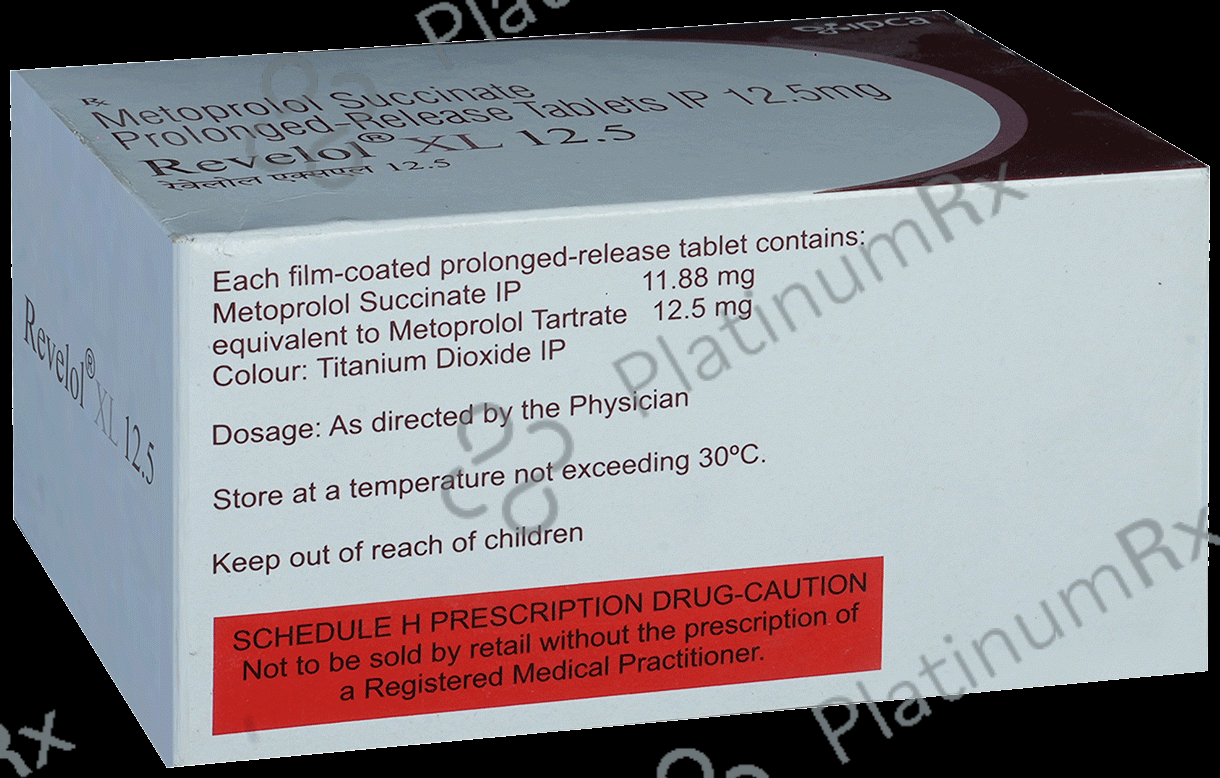 ipca
Rx
Metoprolol Succinate
Prolonged-Release Tablets IP 12.5mg
Revelol® XL 12.5
रेवेलोल एक्सएल 12.5
Revelol® XL 12.5
Each film-coated prolonged-release tablet contains:
Metoprolol Succinate IP 11.88 mg
equivalent to Metoprolol Tartrate 12.5 mg
Colour: Titanium Dioxide IP
Dosage: As directed by the Physician
Store at a temperature not exceeding 30ºC.
Keep out of reach of children
SCHEDULE H PRESCRIPTION DRUG-CAUTION
Not to be sold by retail without the prescription of
a Registered Medical Practitioner.
Plati
PlatinumRx
PlatinumRx
Rx